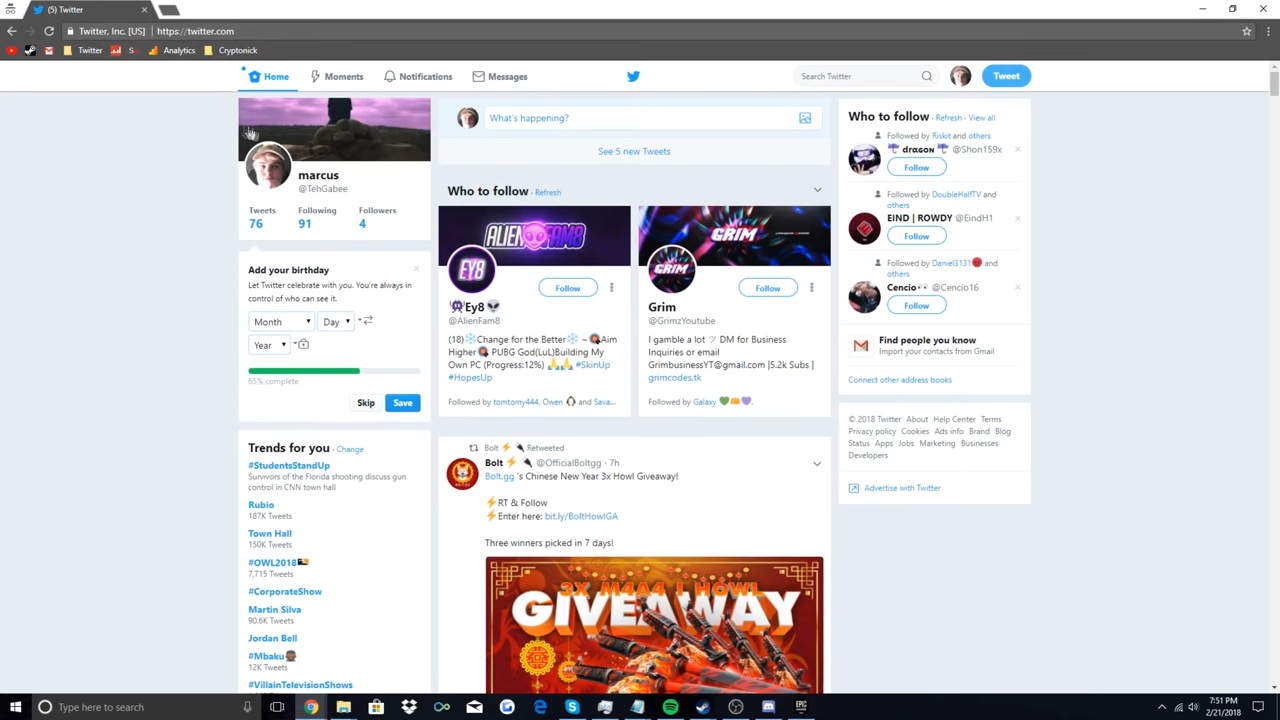 (5) Twitter
Twitter, Inc. [US] | https://twitter.com
Twitter
Analytics
Cryptonick
Home
Moments
Notifications
Messages
Search Twitter
Tweet
marcus
@TehGabee
Tweets Following Followers
76 91 4
Add your birthday
Let Twitter celebrate with you. You're always in
control of who can see it.
Month Day
Year
65% complete
Skip Save
Trends for you · Change
#StudentsStandUp
Survivors of the Florida shooting discuss gun
control in CNN town hall
Rubio
187K Tweets
Town Hall
150K Tweets
#OWL2018
7,715 Tweets
#CorporateShow
Martin Silva
90.6K Tweets
Jordan Bell
#Mbaku
12K Tweets
#VillainTelevisionShows
What's happening?
See 5 new Tweets
Who to follow · Refresh
ALIEN FAM8
EY8
Follow
Ey8
@AlienFam8
(18)❄Change for the Better❄ ~ Aim
Higher PUBG God(LuL)Building My
Own PC (Progress:12%) 🙏🙏 #SkinUp
#HopesUp
Followed by tomtomy444, Owen and Sava...
GRIM
GRIM
Follow
Grim
@GrimzYoutube
I gamble a lot ツ DM for Business
Inquiries or email
GrimbusinessYT@gmail.com |5.2k Subs |
grimcodes.tk
Followed by Galaxy 💚 💜.
Bolt ⚡ Retweeted
Bolt ⚡ @OfficialBoltgg · 7h
Bolt.gg 's Chinese New Year 3x Howl Giveaway!
⚡RT & Follow
⚡Enter here: bit.ly/BoltHowlGA
Three winners picked in 7 days!
3X M4A4 | HOWL
GIVEAWAY
Who to follow · Refresh · View all
Followed by Riskit and others
drαgoɴ @Shon159x
Follow
Followed by DoubleHalfTV and
others
EIND | ROWDY @EindH1
Follow
Followed by Daniel3131 and
others
Cencio @Cencio16
Follow
Find people you know
Import your contacts from Gmail
Connect other address books
© 2018 Twitter About Help Center Terms
Privacy policy Cookies Ads info Brand Blog
Status Apps Jobs Marketing Businesses
Developers
Advertise with Twitter
Type here to search
7:51 PM
2/21/2018